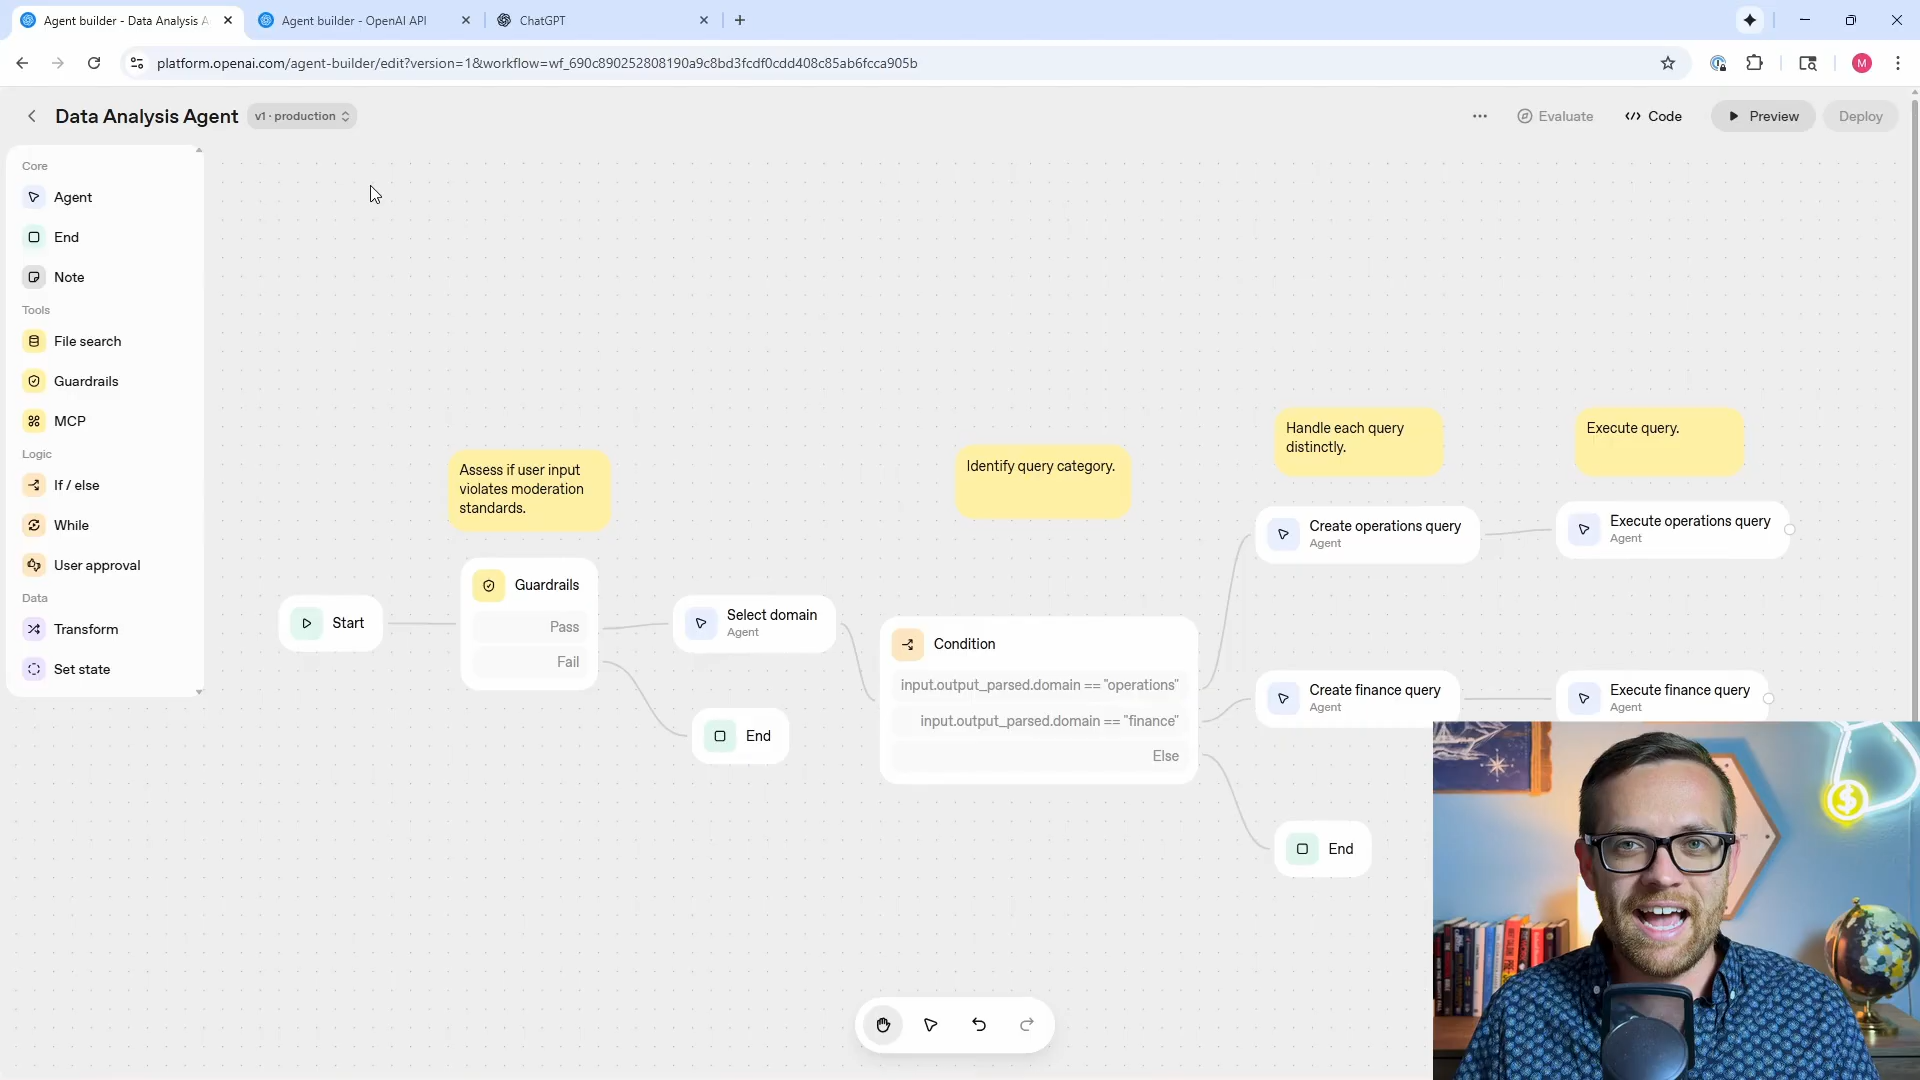 Agent builder - Data Analysis A
Agent builder - OpenAI API
ChatGPT
platform.openai.com/agent-builder/edit?version=1&workflow=wf_690c890252808190a9c8bd3fcdf0cdd408c85ab6fcca905b
M
Data Analysis Agent
v1 · production
Evaluate
Code
Preview
Deploy
Core
Agent
End
Note
Tools
File search
Guardrails
MCP
Logic
If / else
While
User approval
Data
Transform
Set state
Start
Assess if user input
violates moderation
standards.
Guardrails
Pass
Fail
Select domain
Agent
End
Identify query category.
Condition
input.output_parsed.domain == "operations"
input.output_parsed.domain == "finance"
Else
Handle each query
distinctly.
Create operations query
Agent
Create finance query
Agent
End
Execute query.
Execute operations query
Agent
Execute finance query
Agent